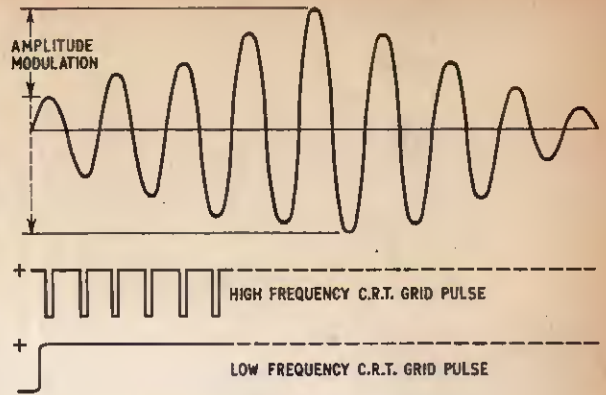 AMPLITUDE
MODULATION
+
HIGH FREQUENCY C.R.T. GRID PULSE
+
LOW FREQUENCY C.R.T. GRID PULSE